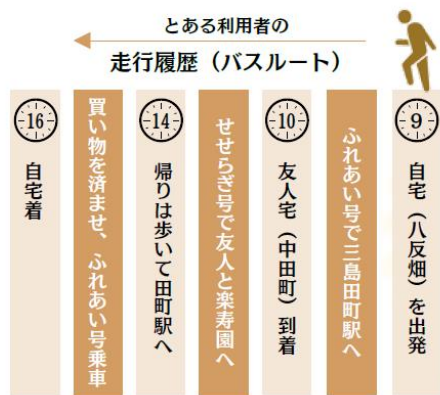 とある利用者の
走行履歴（バスルート）
9
自宅（八反畑）を出発
ふれあい号で三島田町駅へ
10
友人宅（中田町）到着
せせらぎ号で友人と楽寿園へ
14
帰りは歩いて田町駅へ
買い物を済ませ、ふれあい号乗車
16
自宅着